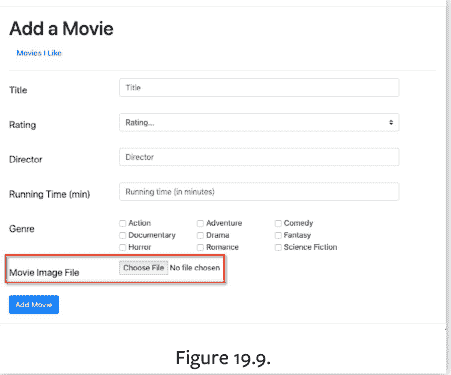 Add a Movie
Movies I Like
Title Title
Rating Rating...
Director Director
Running Time (min) Running time (in minutes)
Genre Action Adventure Comedy
Documentary Drama Fantasy
Horror Romance Science Fiction
Movie Image File Choose File No file chosen
Add Movie
Figure 19.9.